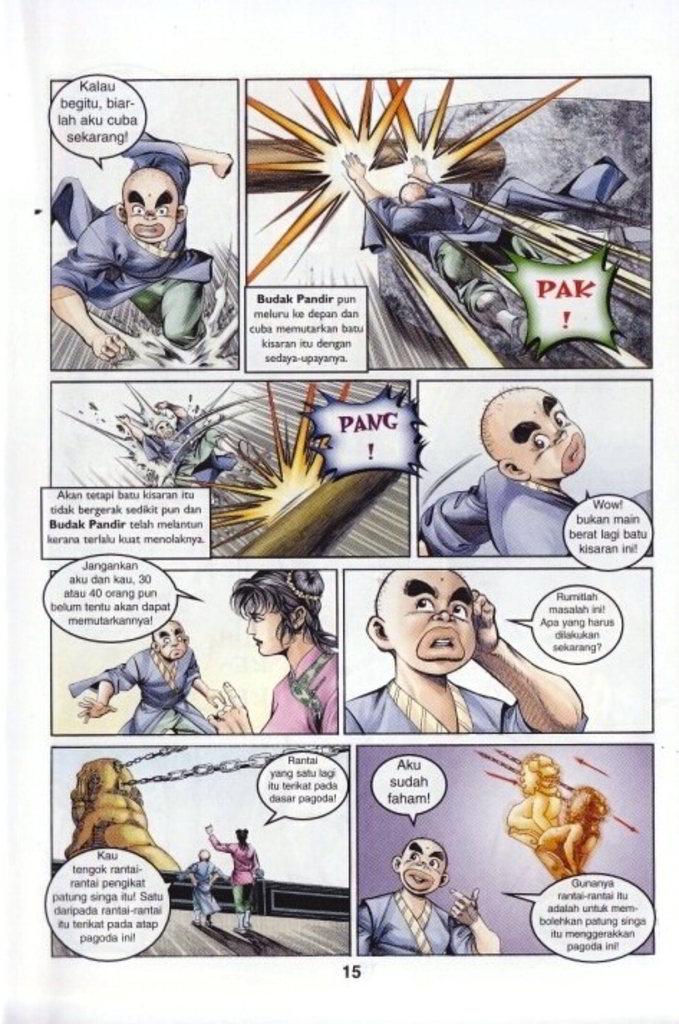 Kalau
begitu, biar-
lah aku cuba
sekarang!
Budak Pandir pun
meluru ke depan dan
cuba memutarkan batu
kisaran itu dengan
sedaya-upayanya.
PAK
!
PANG
!
Akan tetapi batu kisaran itu
tidak bergerak sedikit pun dan
Budak Pandir telah melantun
kerana terlalu kuat menolaknya.
Wow!
bukan main
berat lagi batu
kisaran ini!
Jangankan
aku dan kau, 30
atau 40 orang pun
belum tentu akan dapat
memutarkannya!
Rumitlah
masalah ini!
Apa yang harus
dilakukan
sekarang?
Rantai
yang satu lagi
itu terikat pada
dasar pagoda!
Kau
tengok rantai-
rantai pengikat
patung singa itu! Satu
daripada rantai-rantai
itu terikat pada atap
pagoda ini!
Aku
sudah
faham!
Gunanya
rantai-rantai itu
adalah untuk mem-
bolehkan patung singa
itu menggerakkan
pagoda ini!
15